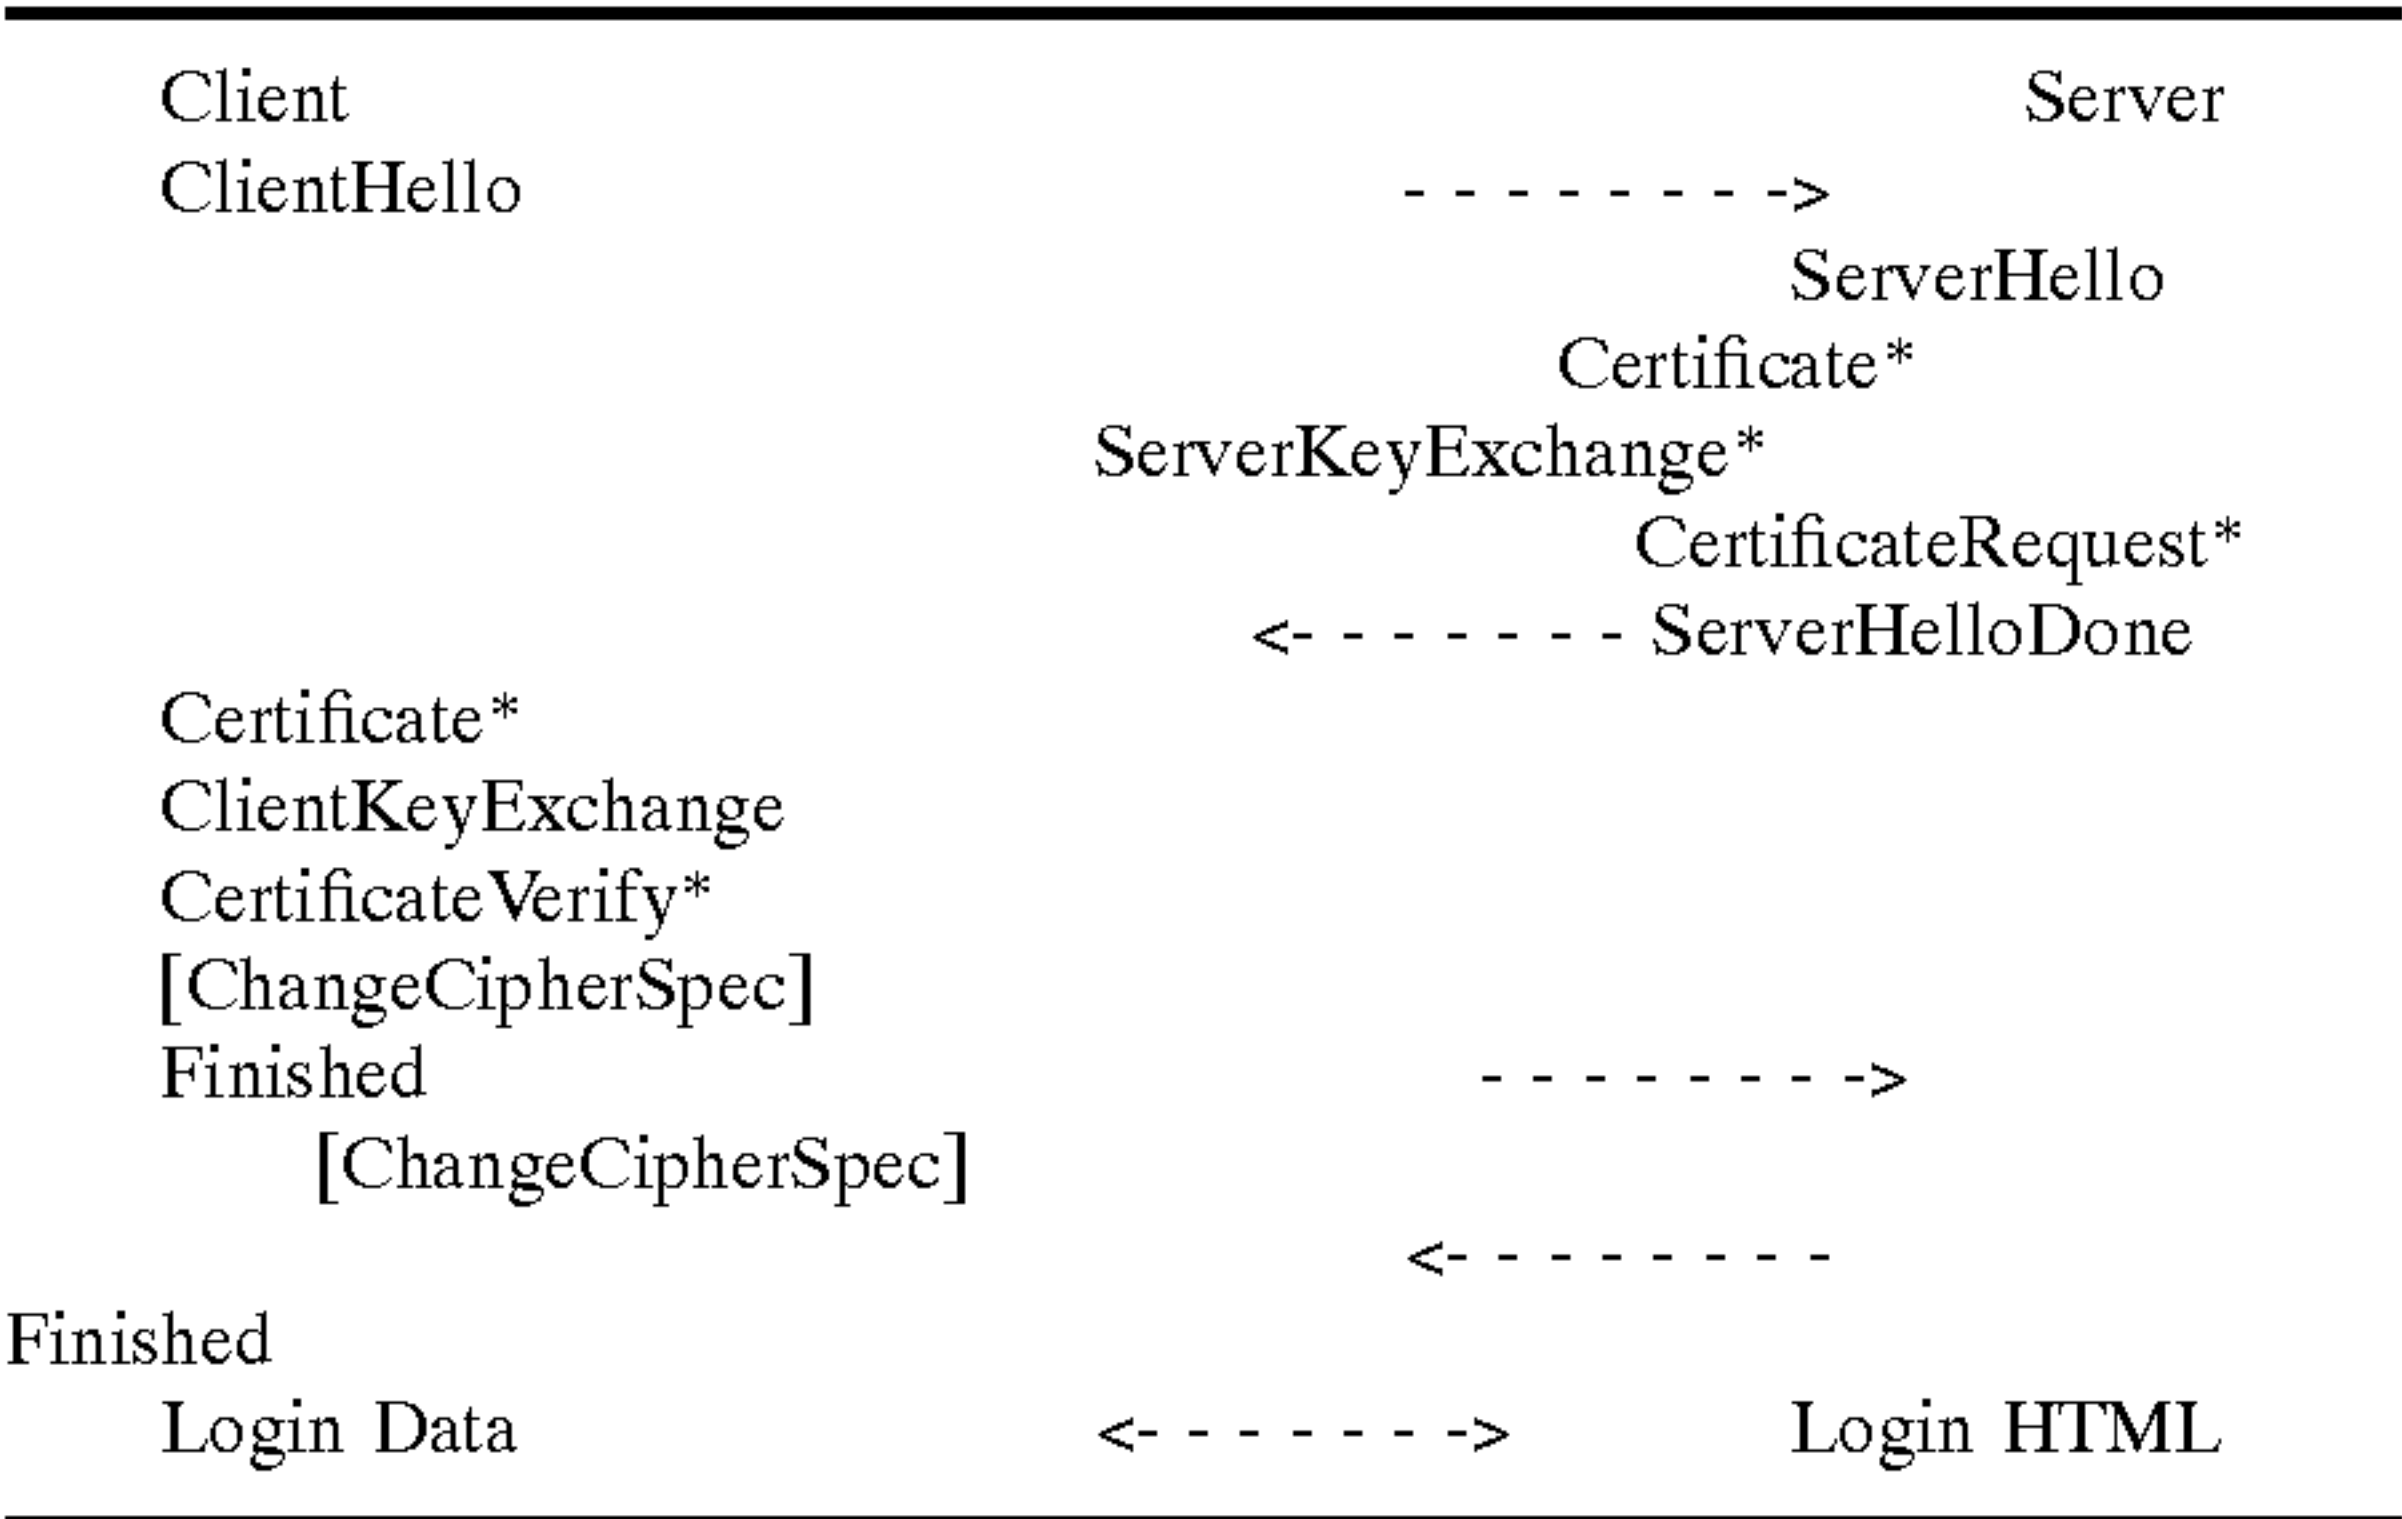 Client Server
ClientHello - - - - - - - ->
ServerHello
Certificate*
ServerKeyExchange*
CertificateRequest*
<- - - - - - - ServerHelloDone
Certificate*
ClientKeyExchange
CertificateVerify*
[ChangeCipherSpec]
Finished - - - - - - - ->
[ChangeCipherSpec]
<- - - - - - - -
Finished
Login Data <- - - - - - -> Login HTML